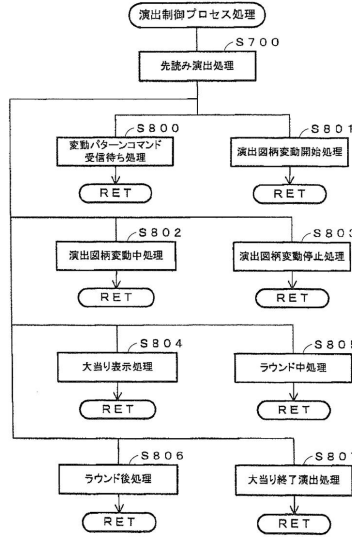 演出制御プロセス処理
S700
先読み演出処理
S800
変動パターンコマンド
受信待ち処理
RET
S801
演出図柄変動開始処理
RET
S802
演出図柄変動中処理
RET
S803
演出図柄変動停止処理
RET
S804
大当り表示処理
RET
S805
ラウンド中処理
RET
S806
ラウンド後処理
RET
S807
大当り終了演出処理
RET